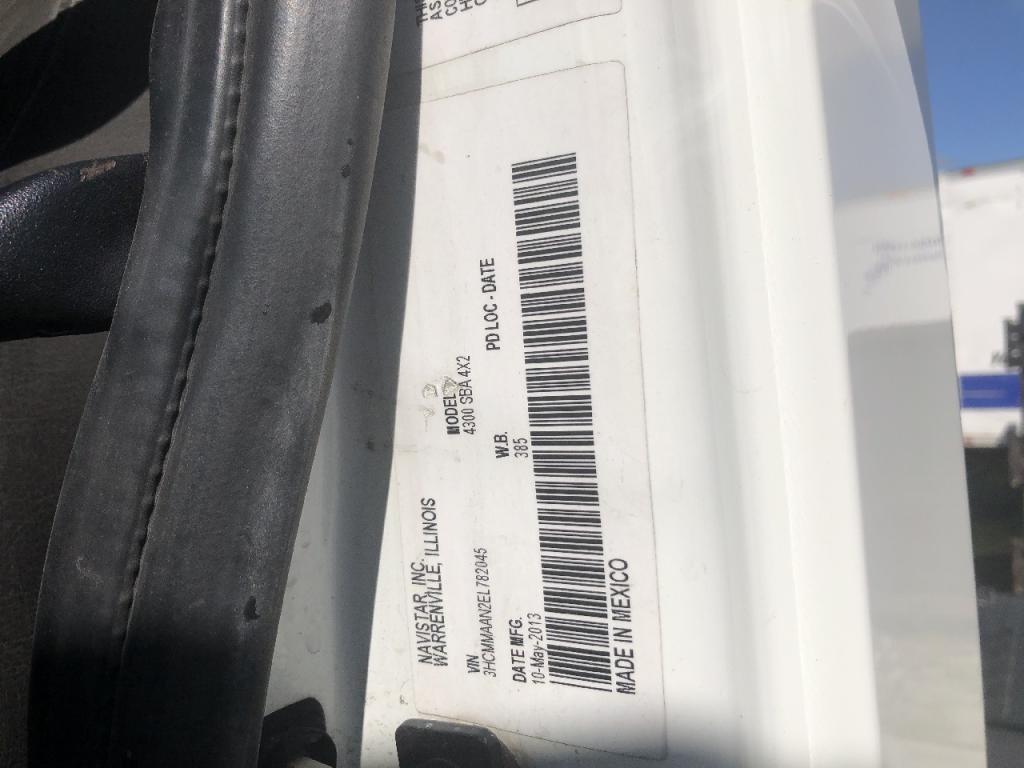 NAVISTAR, INC.
WARRENVILLE, ILLINOIS
VIN
3HCMMAAN2EL782045
MODEL
4300 SBA 4X2
DATE MFG.
10-May-2013
W.B.
385
PD LOC - DATE
MADE IN MEXICO